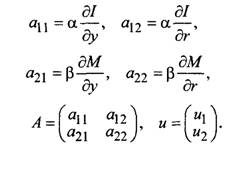 a₁₁ = α ∂I/∂y, a₁₂ = α ∂I/∂r,
a₂₁ = β ∂M/∂y, a₂₂ = β ∂M/∂r,
A = (a₁₁ a₁₂ a₂₁ a₂₂), u = (u₁ u₂).